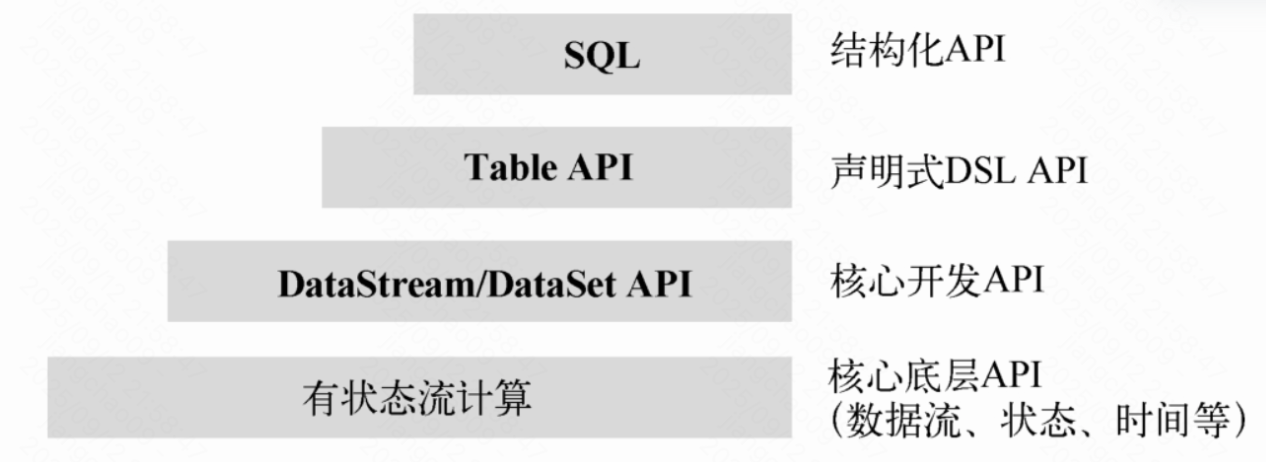 SQL 结构化API
Table API 声明式DSL API
DataStream/DataSet API 核心开发API
有状态流计算 核心底层API
（数据流、状态、时间等）